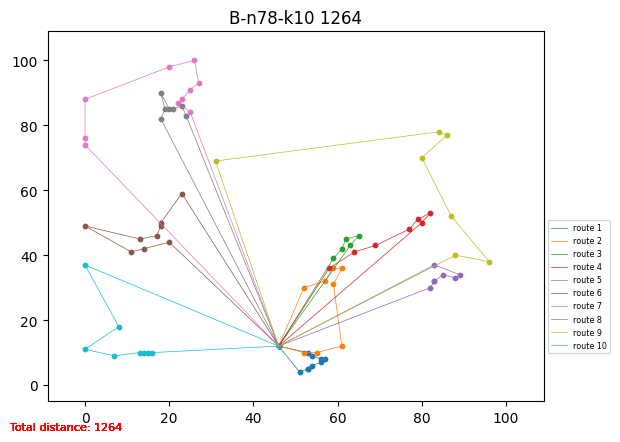 B-n78-k10 1264
100
80
60
40
20
0
0 20 40 60 80 100
route 1
route 2
route 3
route 4
route 5
route 6
route 7
route 8
route 9
route 10
Total distance: 1264